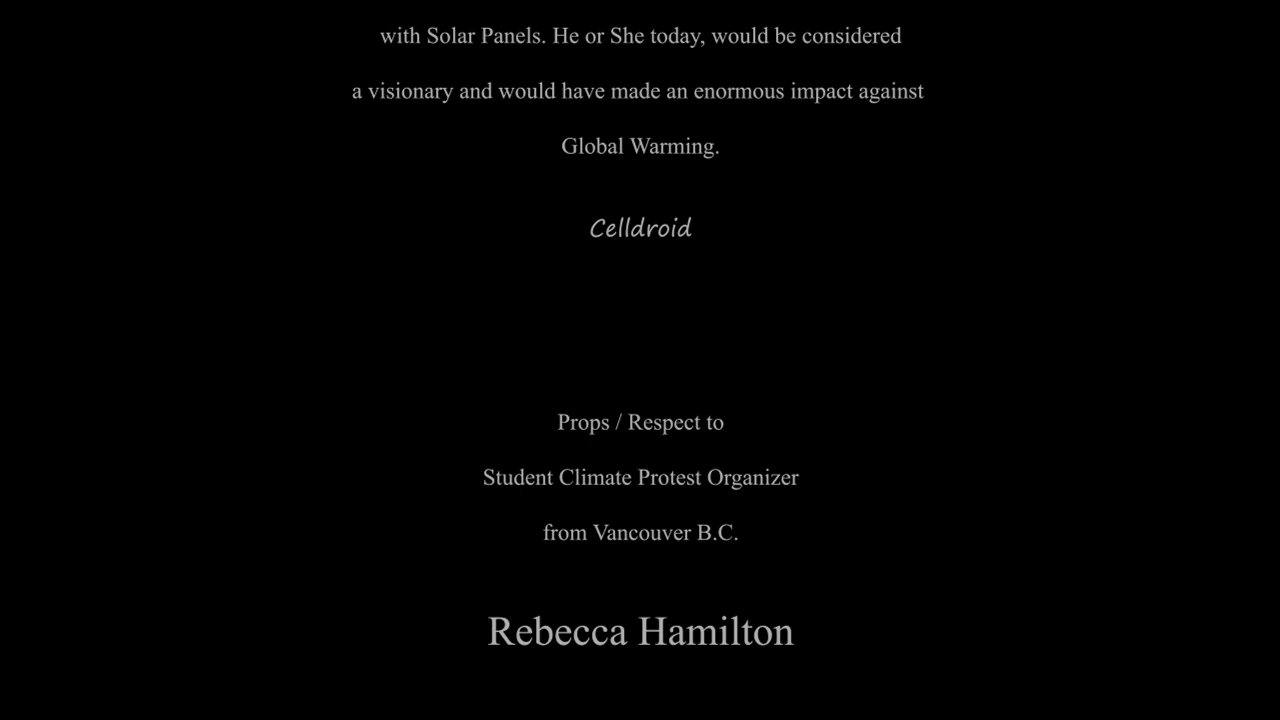 with Solar Panels. He or She today, would be considered
a visionary and would have made an enormous impact against
Global Warming.
Celldroid
Props / Respect to
Student Climate Protest Organizer
from Vancouver B.C.
Rebecca Hamilton